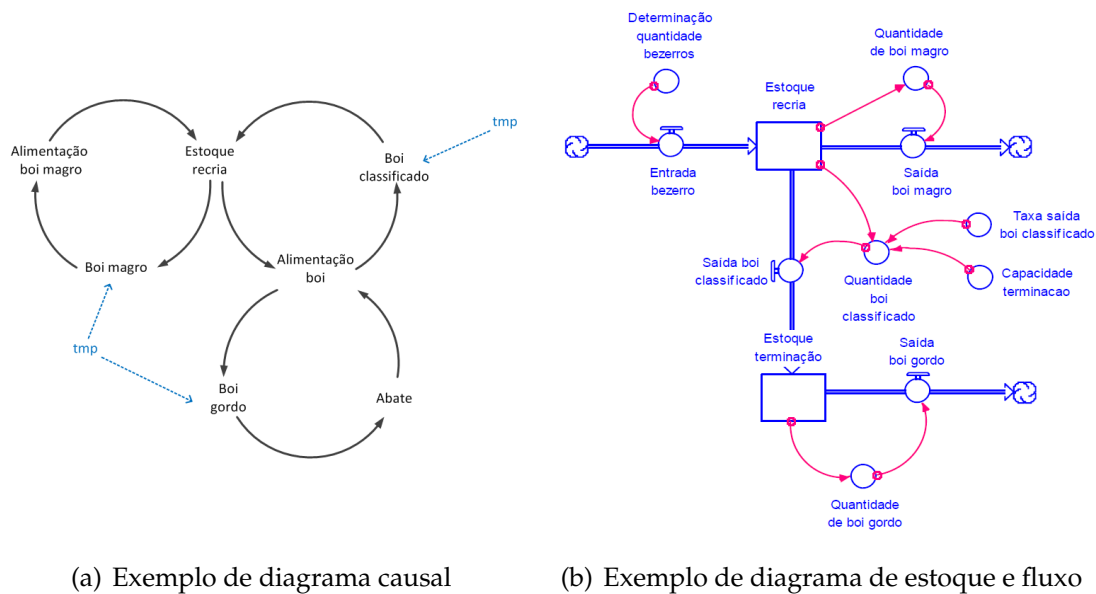 tmp
Alimentação
boi magro
Estoque
recria
Boi
classificado
Boi magro
Alimentação
boi
tmp
Boi
gordo
Abate
Determinação
quantidade
bezerros
Quantidade
de boi magro
Estoque
recria
Entrada
bezerro
Saída
boi magro
Taxa saída
boi classificado
Saída boi
classificado
Quantidade
boi
classificado
Capacidade
terminacao
Estoque
terminação
Saída
boi gordo
Quantidade
de boi gordo
(a) Exemplo de diagrama causal
(b) Exemplo de diagrama de estoque e fluxo